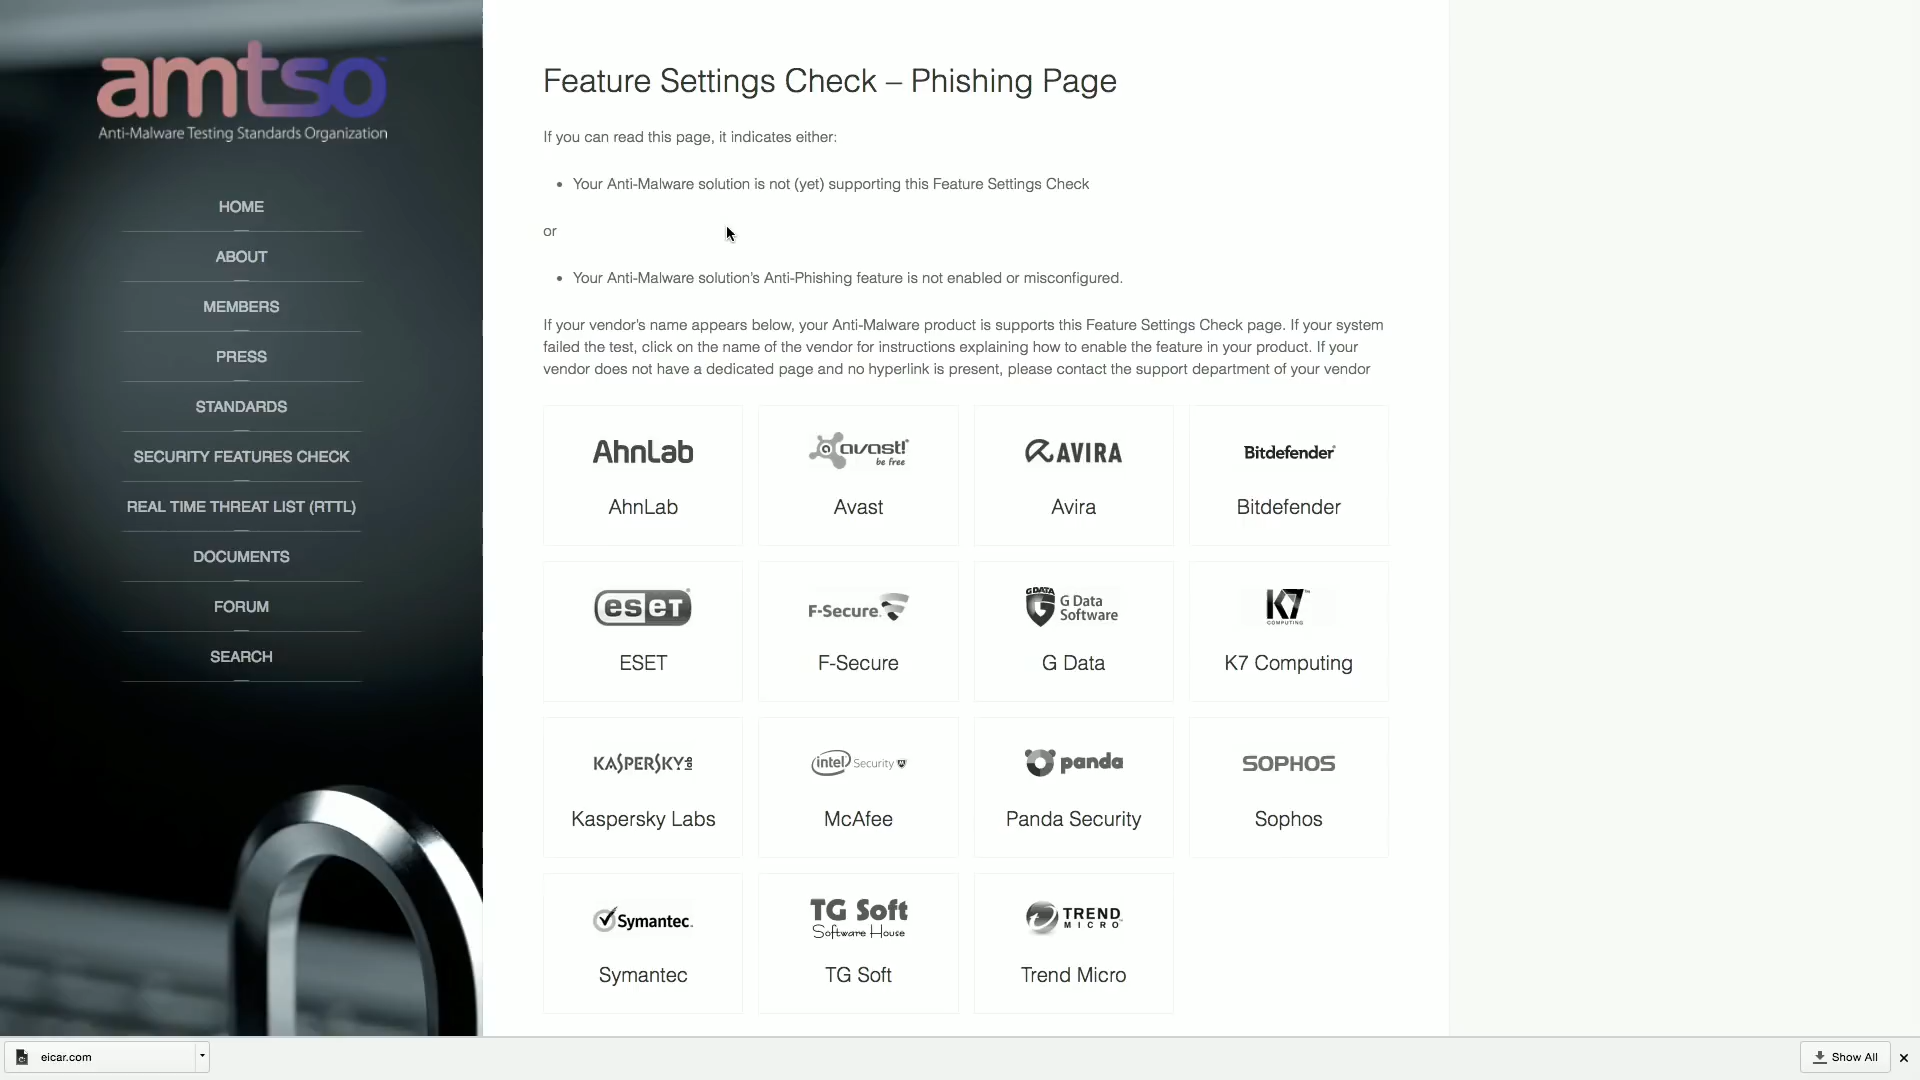 amtso
Anti-Malware Testing Standards Organization
HOME
ABOUT
MEMBERS
PRESS
STANDARDS
SECURITY FEATURES CHECK
REAL TIME THREAT LIST (RTTL)
DOCUMENTS
FORUM
SEARCH
Feature Settings Check – Phishing Page
If you can read this page, it indicates either:
• Your Anti-Malware solution is not (yet) supporting this Feature Settings Check
or
• Your Anti-Malware solution's Anti-Phishing feature is not enabled or misconfigured.
If your vendor's name appears below, your Anti-Malware product is supports this Feature Settings Check page. If your system
failed the test, click on the name of the vendor for instructions explaining how to enable the feature in your product. If your
vendor does not have a dedicated page and no hyperlink is present, please contact the support department of your vendor
AhnLab
AhnLab
avast!
be free
Avast
AVIRA
Avira
Bitdefender
Bitdefender
eset
ESET
F-Secure.
F-Secure
G DATA
G Data
Software
G Data
K7
COMPUTING
K7 Computing
KASPERSKY lab
Kaspersky Labs
intel Security
McAfee
panda
Panda Security
SOPHOS
Sophos
Symantec.
Symantec
TG Soft
Software House
TG Soft
TREND
MICRO
Trend Micro
eicar.com
Show All